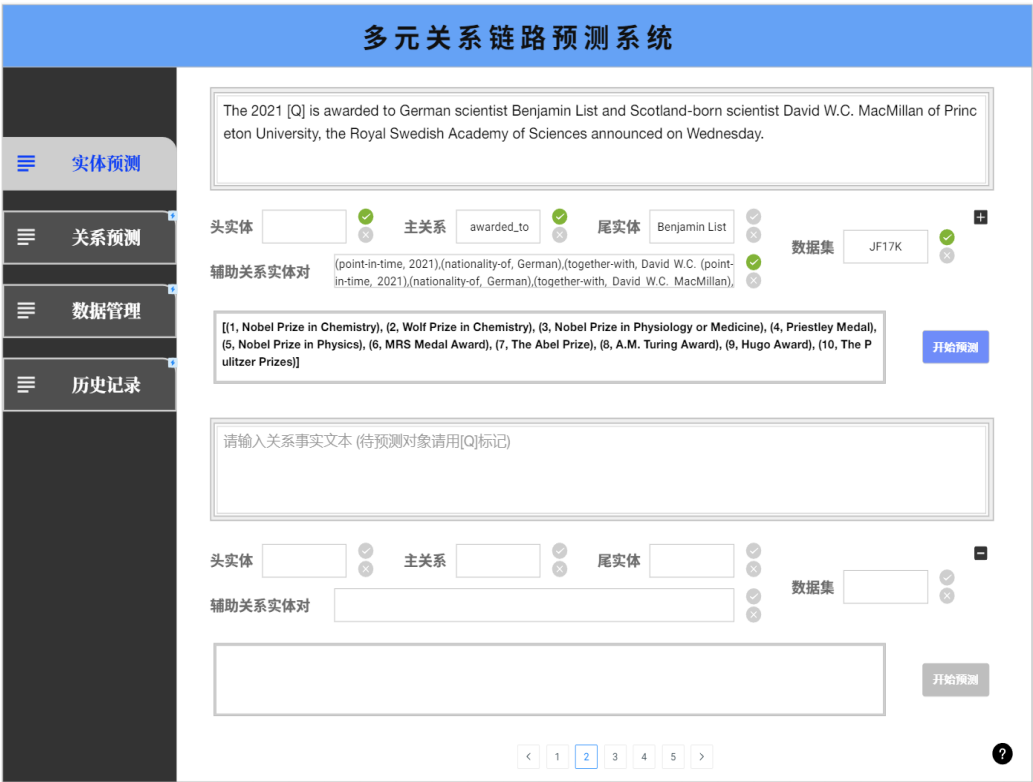 多元关系链路预测系统
实体预测
关系预测
数据管理
历史记录
The 2021 [Q] is awarded to German scientist Benjamin List and Scotland-born scientist David W.C. MacMillan of Princ
eton University, the Royal Swedish Academy of Sciences announced on Wednesday.
头实体 主关系 awarded_to 尾实体 Benjamin List
数据集 JF17K
辅助关系实体对 (point-in-time, 2021),(nationality-of, German),(together-with, David W.C. (point-
in-time, 2021),(nationality-of, German),(together-with, David W.C. MacMillan),
[(1, Nobel Prize in Chemistry), (2, Wolf Prize in Chemistry), (3, Nobel Prize in Physiology or Medicine), (4, Priestley Medal),
(5, Nobel Prize in Physics), (6, MRS Medal Award), (7, The Abel Prize), (8, A.M. Turing Award), (9, Hugo Award), (10, The P
ulitzer Prizes)]
开始预测
请输入关系事实文本 (待预测对象请用[Q]标记)
头实体 主关系 尾实体
数据集
辅助关系实体对
开始预测
< 1 2 3 4 5 >
?